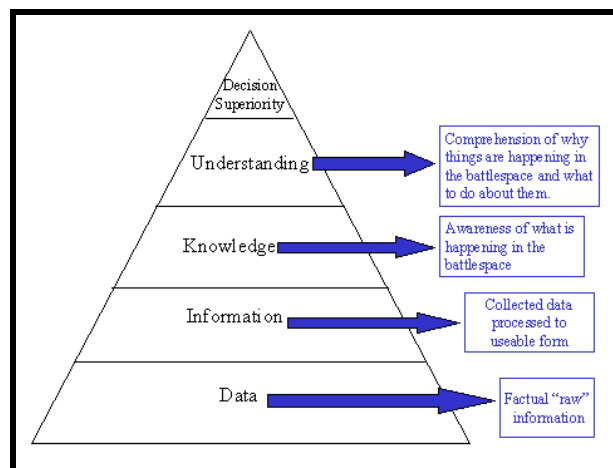 Decision
Superiority
Understanding
Comprehension of why
things are happening in
the battlespace and what
to do about them.
Knowledge
Awareness of what is
happening in the
battlespace
Information
Collected data
processed to
useable form
Data
Factual “raw”
information